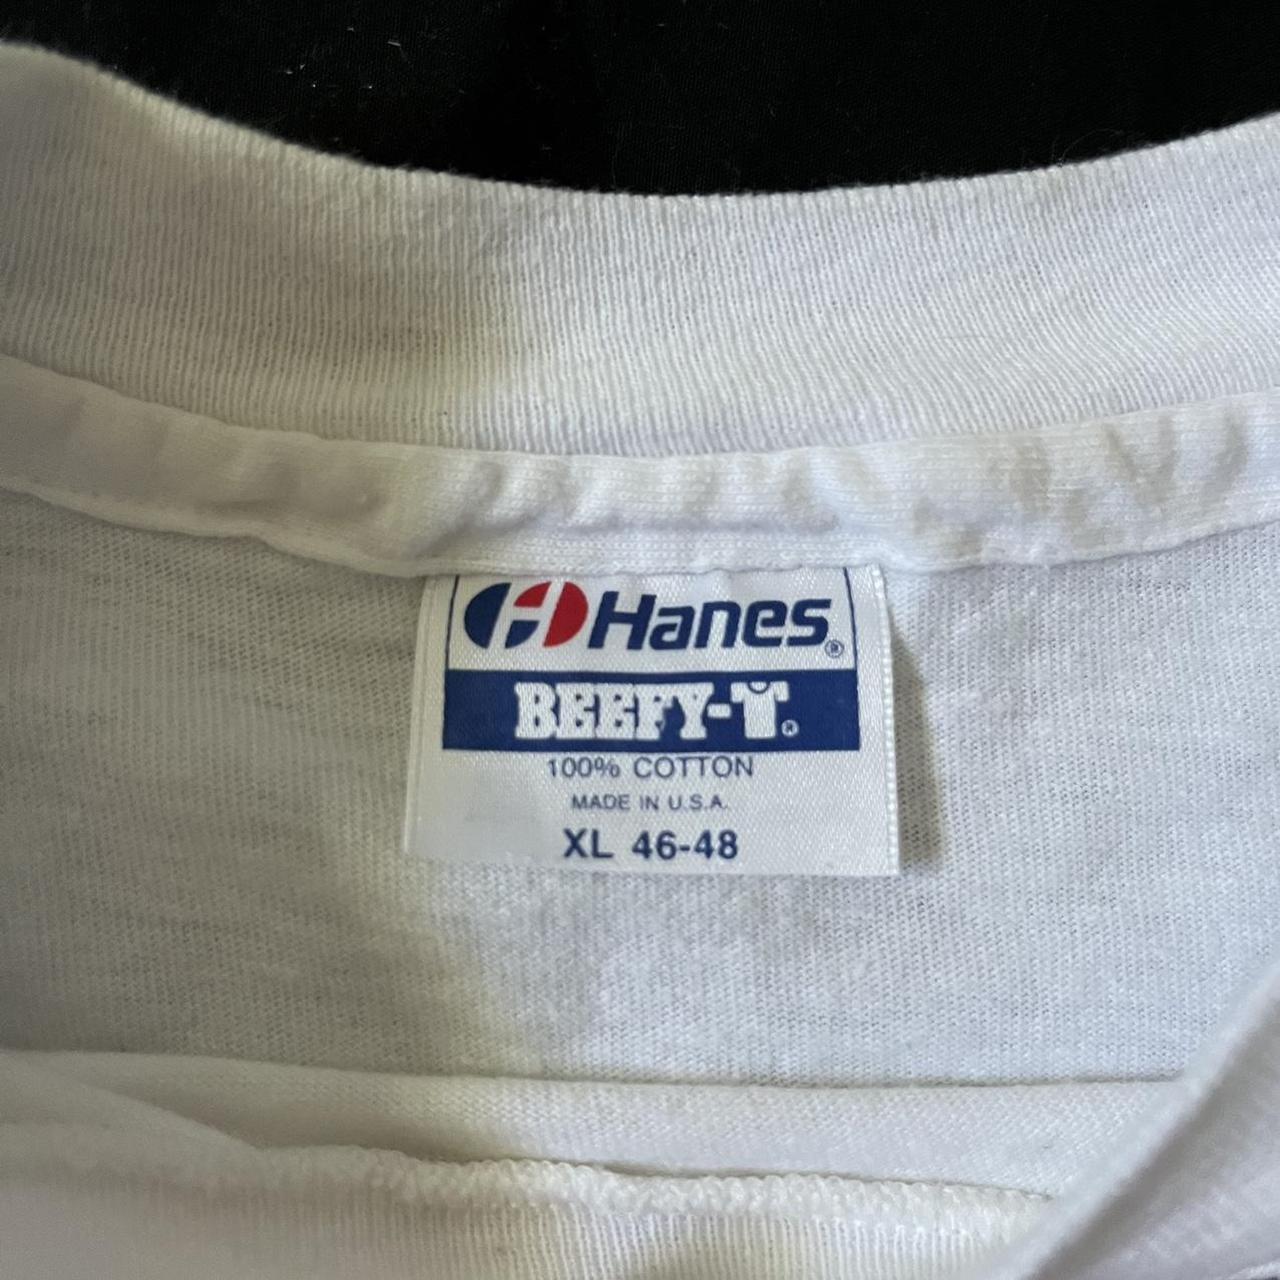 Hanes®
BEEFY-T®
100% COTTON
MADE IN U.S.A.
XL 46-48